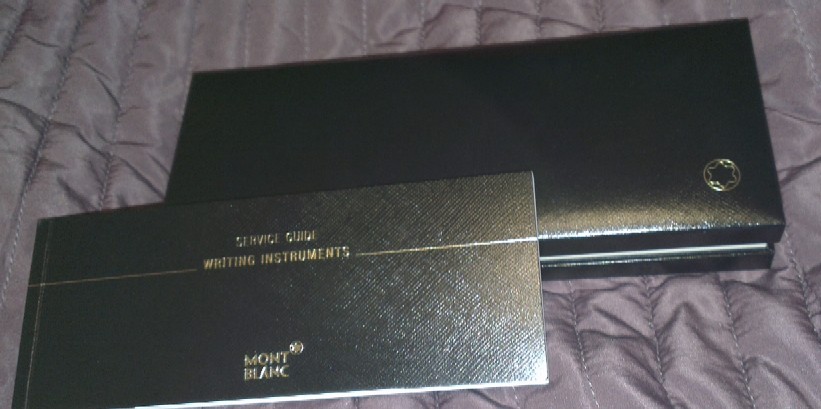 SERVICE GUIDE
WRITING INSTRUMENTS
MONT
BLANC